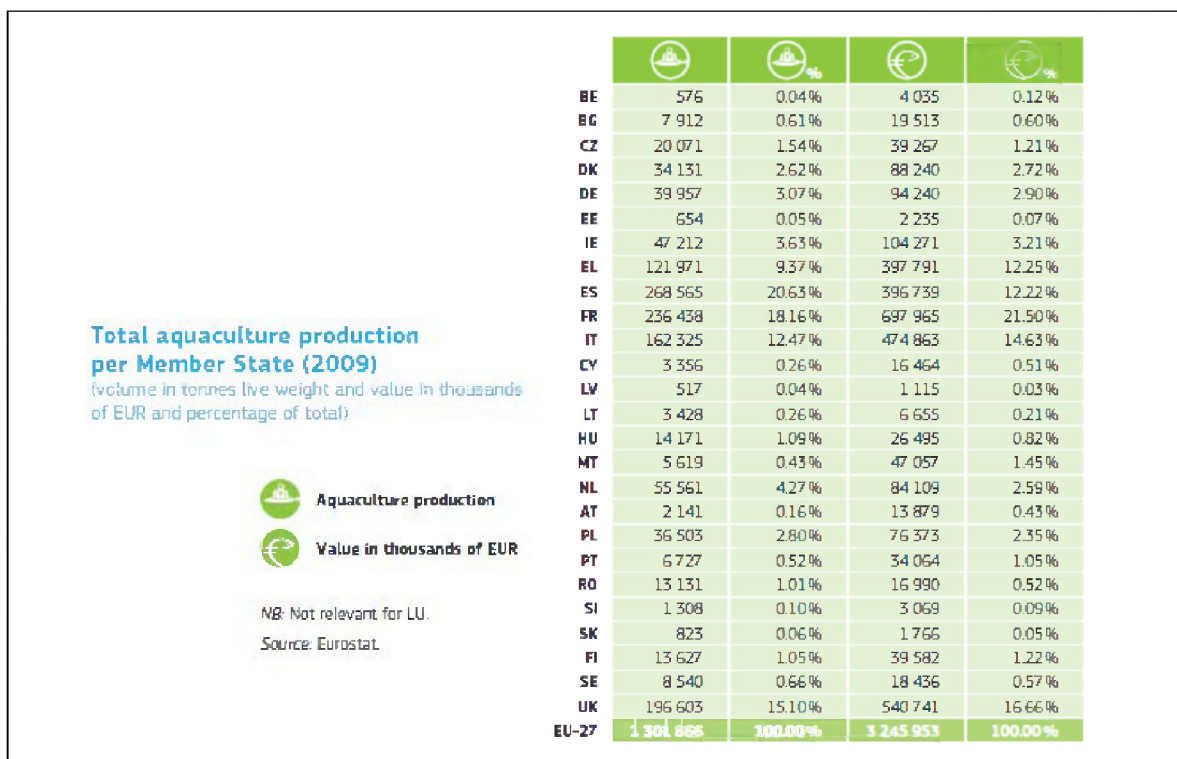 % %
BE 576 0.04% 4 035 0.12%
BG 7 912 0.61% 19 513 0.60%
CZ 20 071 1.54% 39 267 1.21%
DK 34 131 2.62% 88 240 2.72%
DE 39 957 3.07% 94 240 2.90%
EE 654 0.05% 2 235 0.07%
IE 47 212 3.63% 104 271 3.21%
EL 121 971 9.37% 397 791 12.25%
ES 268 565 20.63% 396 739 12.22%
FR 236 438 18.16% 697 965 21.50%
IT 162 325 12.47% 474 863 14.63%
CY 3 356 0.26% 16 464 0.51%
LV 517 0.04% 1 115 0.03%
LT 3 428 0.26% 6 655 0.21%
HU 14 171 1.09% 26 495 0.82%
MT 5 619 0.43% 47 057 1.45%
NL 55 561 4.27% 84 109 2.59%
AT 2 141 0.16% 13 879 0.43%
PL 36 503 2.80% 76 373 2.35%
PT 6 727 0.52% 34 064 1.05%
RO 13 131 1.01% 16 990 0.52%
SI 1 308 0.10% 3 069 0.09%
SK 823 0.06% 1 766 0.05%
FI 13 627 1.05% 39 582 1.22%
SE 8 540 0.66% 18 436 0.57%
UK 196 603 15.10% 540 741 16.66%
EU-27 1 301 866 100.00% 3 245 953 100.00%
Total aquaculture production
per Member State (2009)
(volume in tonnes live weight and value in thousands
of EUR and percentage of total)
Aquaculture production
Value in thousands of EUR
NB: Not relevant for LU.
Source: Eurostat.